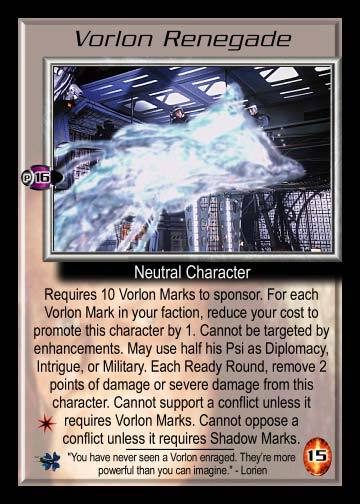 Vorlon Renegade
P 16
Neutral Character
Requires 10 Vorlon Marks to sponsor. For each
Vorlon Mark in your faction, reduce your cost to
promote this character by 1. Cannot be targeted by
enhancements. May use half his Psi as Diplomacy,
Intrigue, or Military. Each Ready Round, remove 2
points of damage or severe damage from this
character. Cannot support a conflict unless it
requires Vorlon Marks. Cannot oppose a
conflict unless it requires Shadow Marks.
"You have never seen a Vorlon enraged. They're more
powerful than you can imagine." - Lorien
15